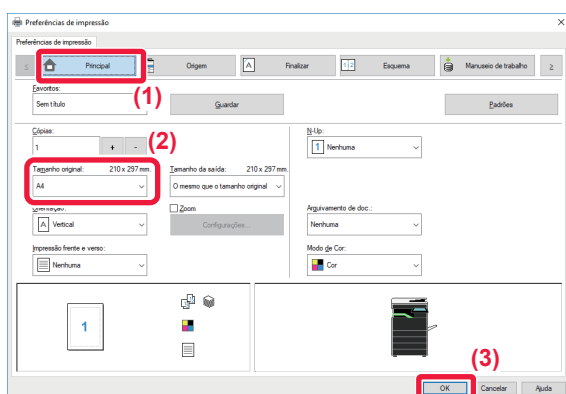 Preferências de impressão
Preferências de impressão
Principal
Origem
Finalizar
Esquema
Manuseio de trabalho
(1)
Favoritos:
Sem título
Guardar
Padrões
Cópias:
1
+
-
(2)
N-Up:
1 Nenhuma
Tamanho original: 210 x 297 mm.
Tamanho da saída: 210 x 297 mm.
A4
O mesmo que o tamanho original
Orientação:
Zoom
Arquivamento de doc.:
A Vertical
Configurações...
Nenhuma
Impressão frente e verso:
Modo de Cor:
Nenhuma
Cor
1
(3)
OK
Cancelar
Ajuda